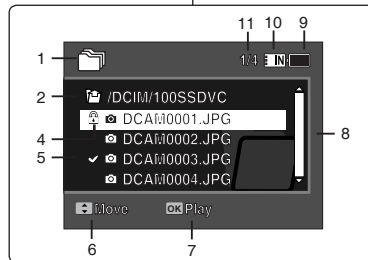 11 10 9
1 1/4 IN
2 /DCIM/100SSDVC
DCAM0001.JPG
4 DCAM0002.JPG 8
5 DCAM0003.JPG
DCAM0004.JPG
Move OK Play
6 7